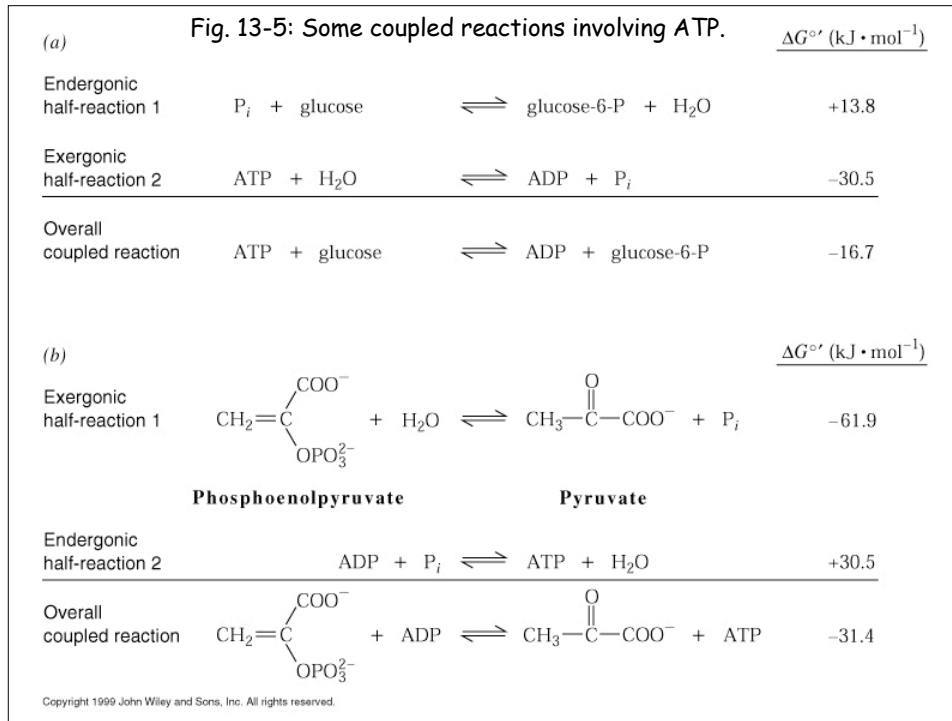 Fig. 13-5: Some coupled reactions involving ATP.
(a) ΔG°′ (kJ • mol⁻¹)
Endergonic
half-reaction 1 Pᵢ + glucose ⇌ glucose-6-P + H₂O +13.8
Exergonic
half-reaction 2 ATP + H₂O ⇌ ADP + Pᵢ –30.5
Overall
coupled reaction ATP + glucose ⇌ ADP + glucose-6-P –16.7
(b) ΔG°′ (kJ • mol⁻¹)
COO⁻ O
Exergonic
half-reaction 1 CH₂=C + H₂O ⇌ CH₃—C—COO⁻ + Pᵢ –61.9
OPO₃²⁻
Phosphoenolpyruvate Pyruvate
Endergonic
half-reaction 2 ADP + Pᵢ ⇌ ATP + H₂O +30.5
COO⁻ O
Overall
coupled reaction CH₂=C + ADP ⇌ CH₃—C—COO⁻ + ATP –31.4
OPO₃²⁻
Copyright 1999 John Wiley and Sons, Inc. All rights reserved.